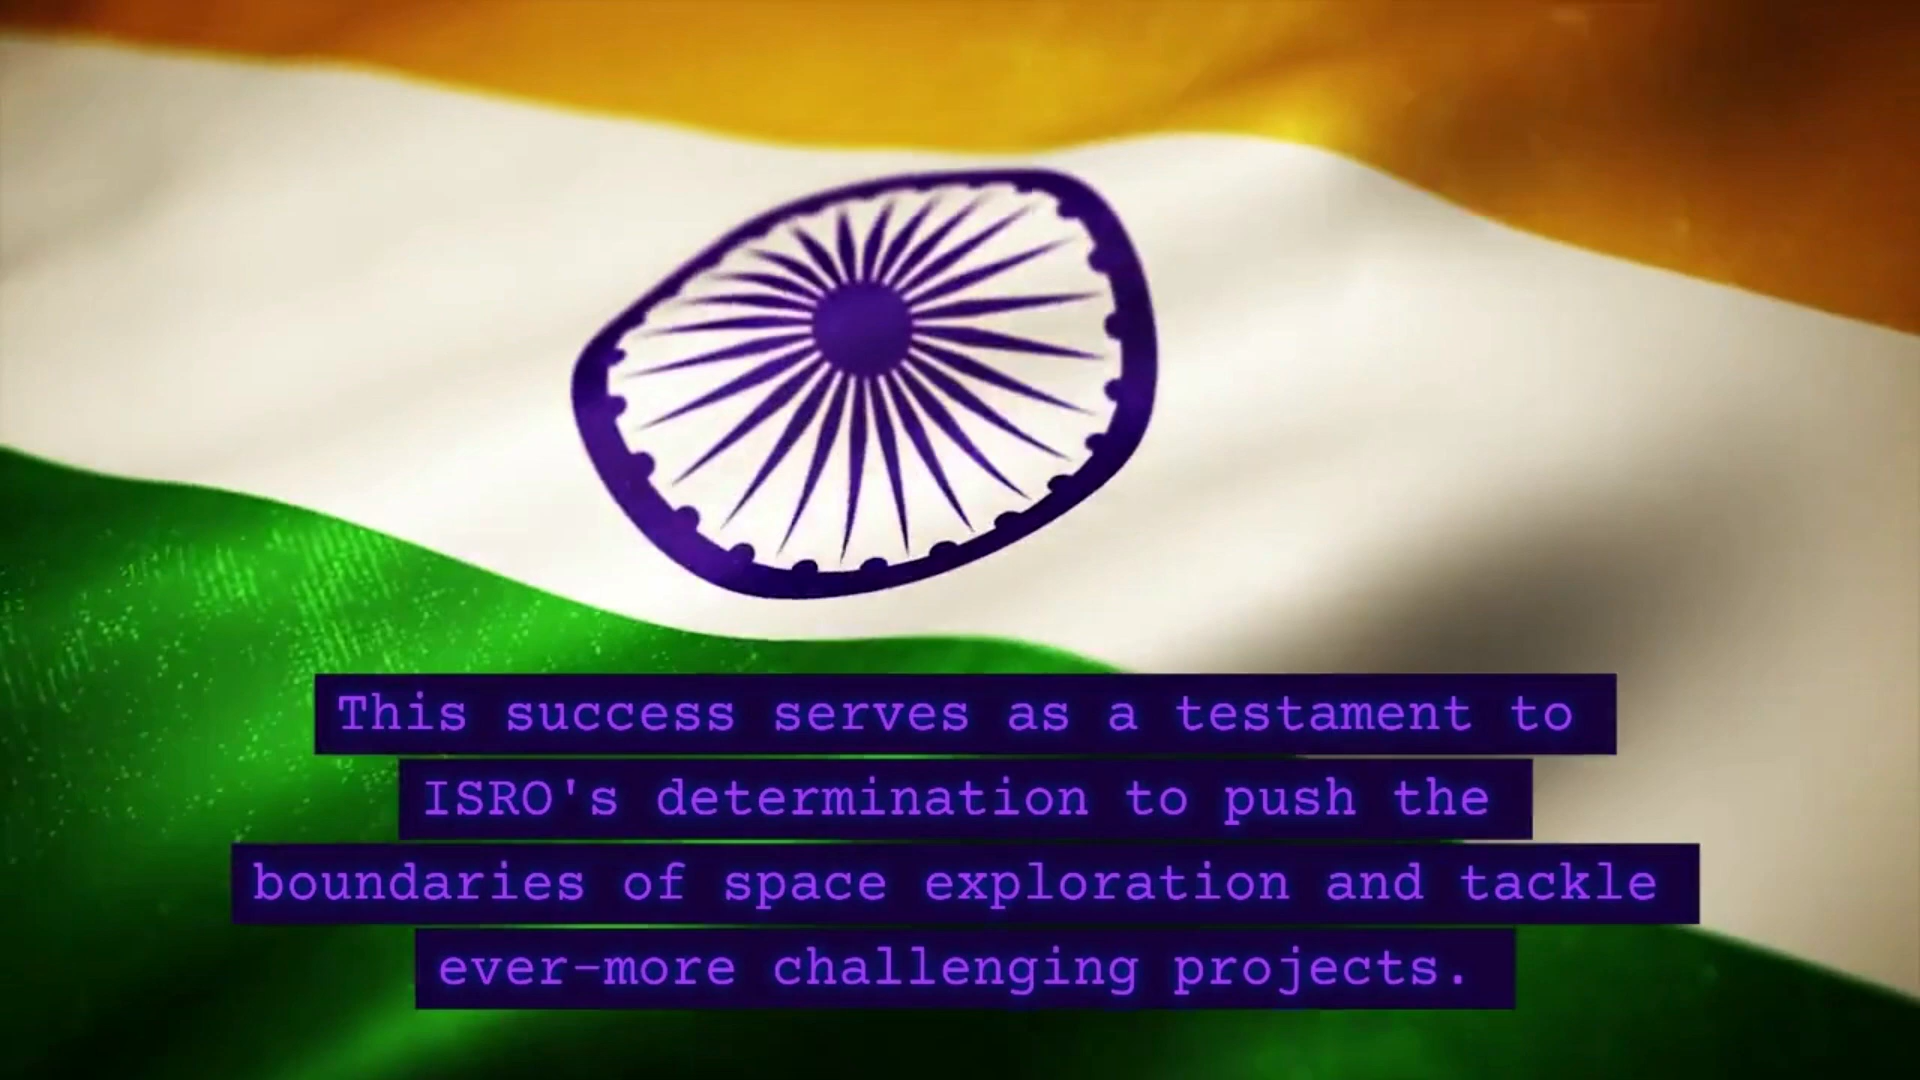 This success serves as a testament to
ISRO's determination to push the
boundaries of space exploration and tackle
ever-more challenging projects.